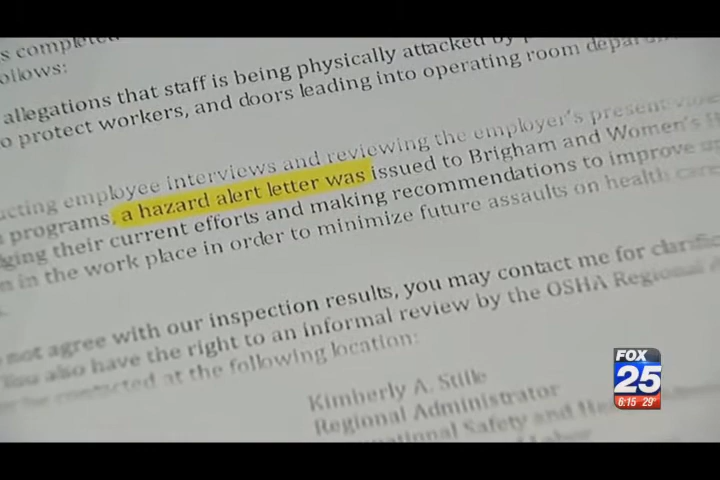 s completed
ollows:
allegations that staff is being physically attacked by
o protect workers, and doors leading into operating room
ucting employee interviews and reviewing the employer's present
programs, a hazard alert letter was issued to Brigham and Women's
ging their current efforts and making recommendations to improve
n in the work place in order to minimize future assaults on health care
not agree with our inspection results, you may contact me for
You also have the right to an informal review by the OSHA Regional
be contacted at the following location:
Kimberly A. Stille
Regional Administrator
Safety and
FOX
25
6:15 29°